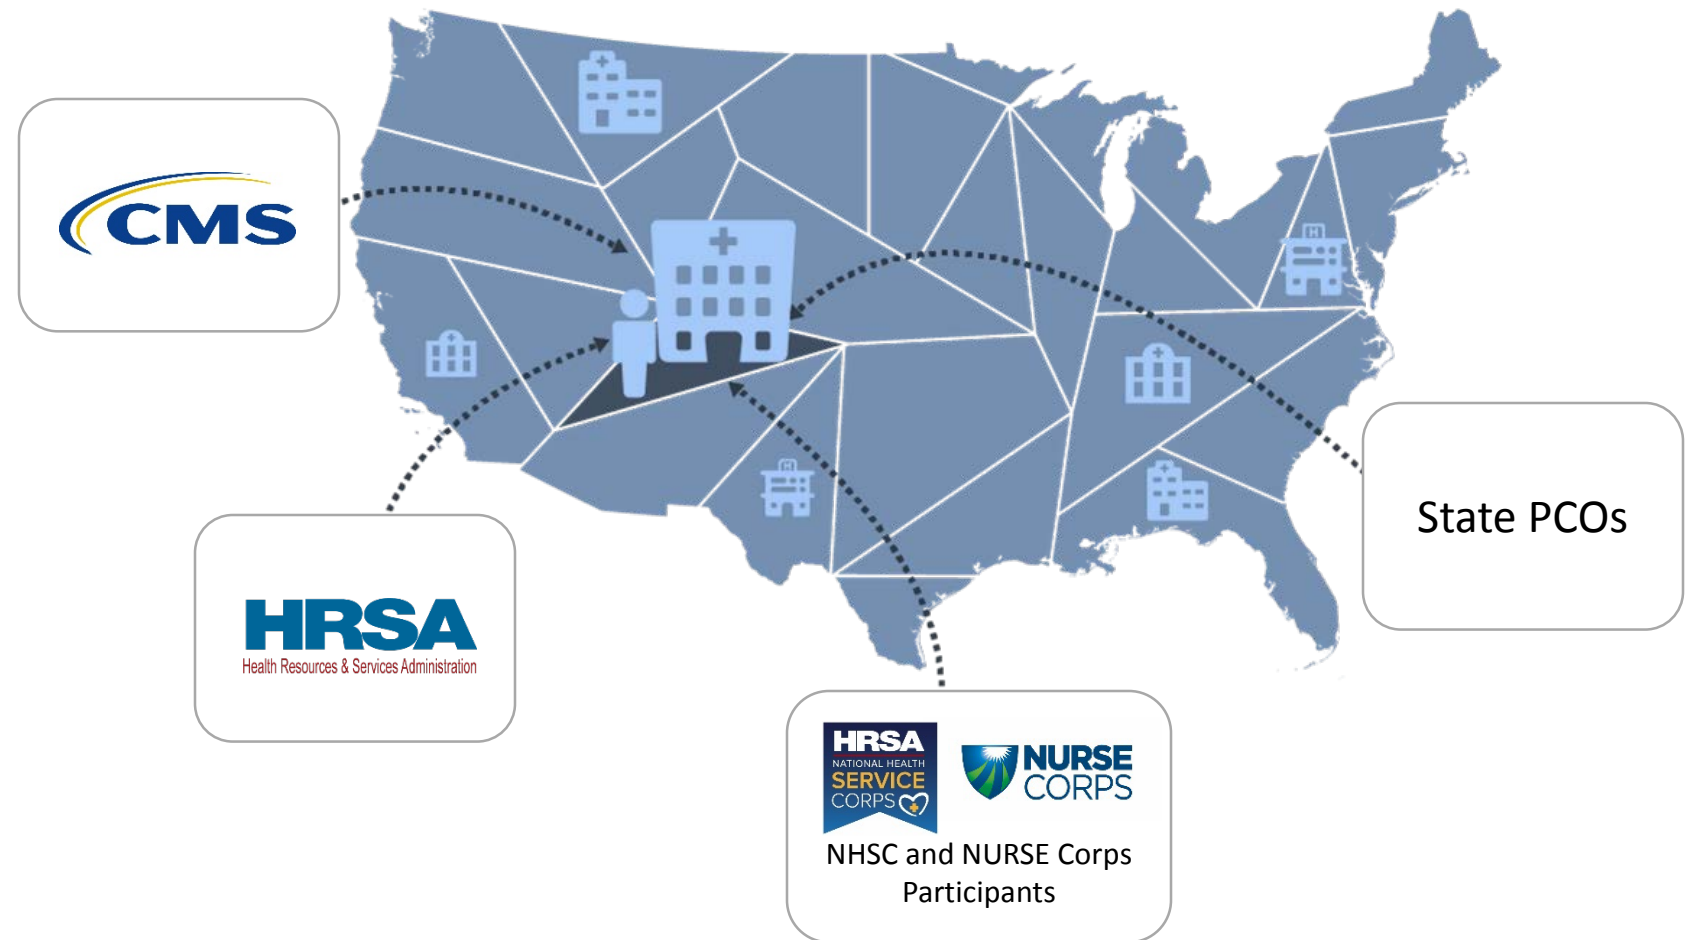 CMS
HRSA
Health Resources & Services Administration
HRSA
NATIONAL HEALTH
SERVICE
CORPS
NURSE
CORPS
NHSC and NURSE Corps
Participants
State PCOs
H
H